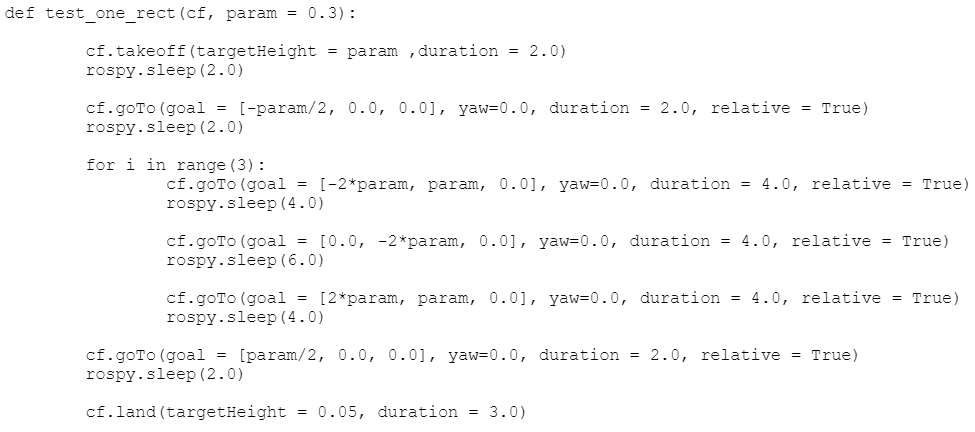 def test_one_rect(cf, param = 0.3):
cf.takeoff(targetHeight = param ,duration = 2.0)
rospy.sleep(2.0)
cf.goTo(goal = [-param/2, 0.0, 0.0], yaw=0.0, duration = 2.0, relative = True)
rospy.sleep(2.0)
for i in range(3):
cf.goTo(goal = [-2*param, param, 0.0], yaw=0.0, duration = 4.0, relative = True)
rospy.sleep(4.0)
cf.goTo(goal = [0.0, -2*param, 0.0], yaw=0.0, duration = 4.0, relative = True)
rospy.sleep(6.0)
cf.goTo(goal = [2*param, param, 0.0], yaw=0.0, duration = 4.0, relative = True)
rospy.sleep(4.0)
cf.goTo(goal = [param/2, 0.0, 0.0], yaw=0.0, duration = 2.0, relative = True)
rospy.sleep(2.0)
cf.land(targetHeight = 0.05, duration = 3.0)